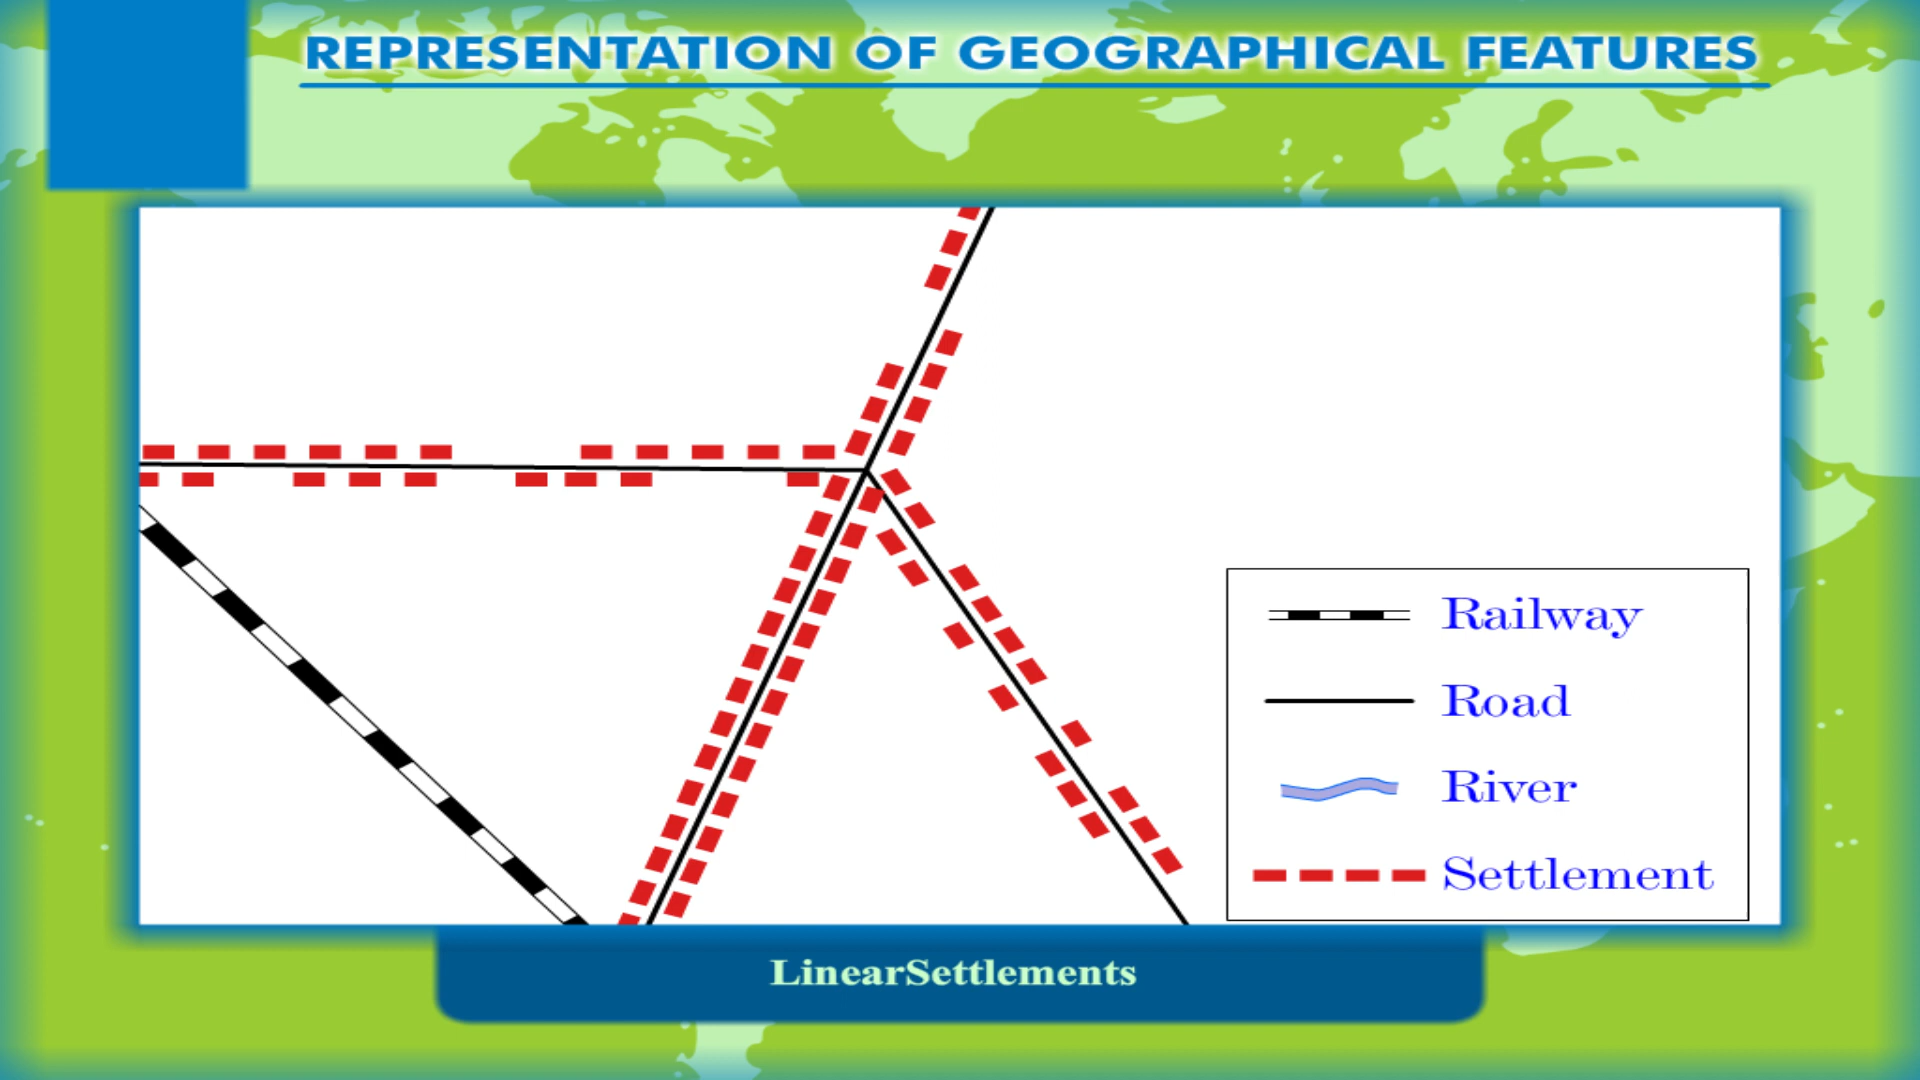 REPRESENTATION OF GEOGRAPHICAL FEATURES
Railway
Road
River
Settlement
LinearSettlements